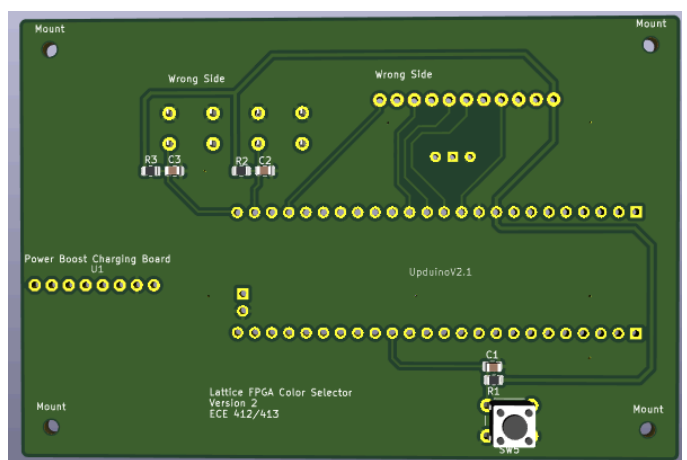 Mount
Mount
Wrong Side
Wrong Side
R3
C3
R2
C2
Power Boost Charging Board
U1
UpduinoV2.1
C1
R1
Lattice FPGA Color Selector
Version 2
ECE 412/413
Mount
Mount
SW5